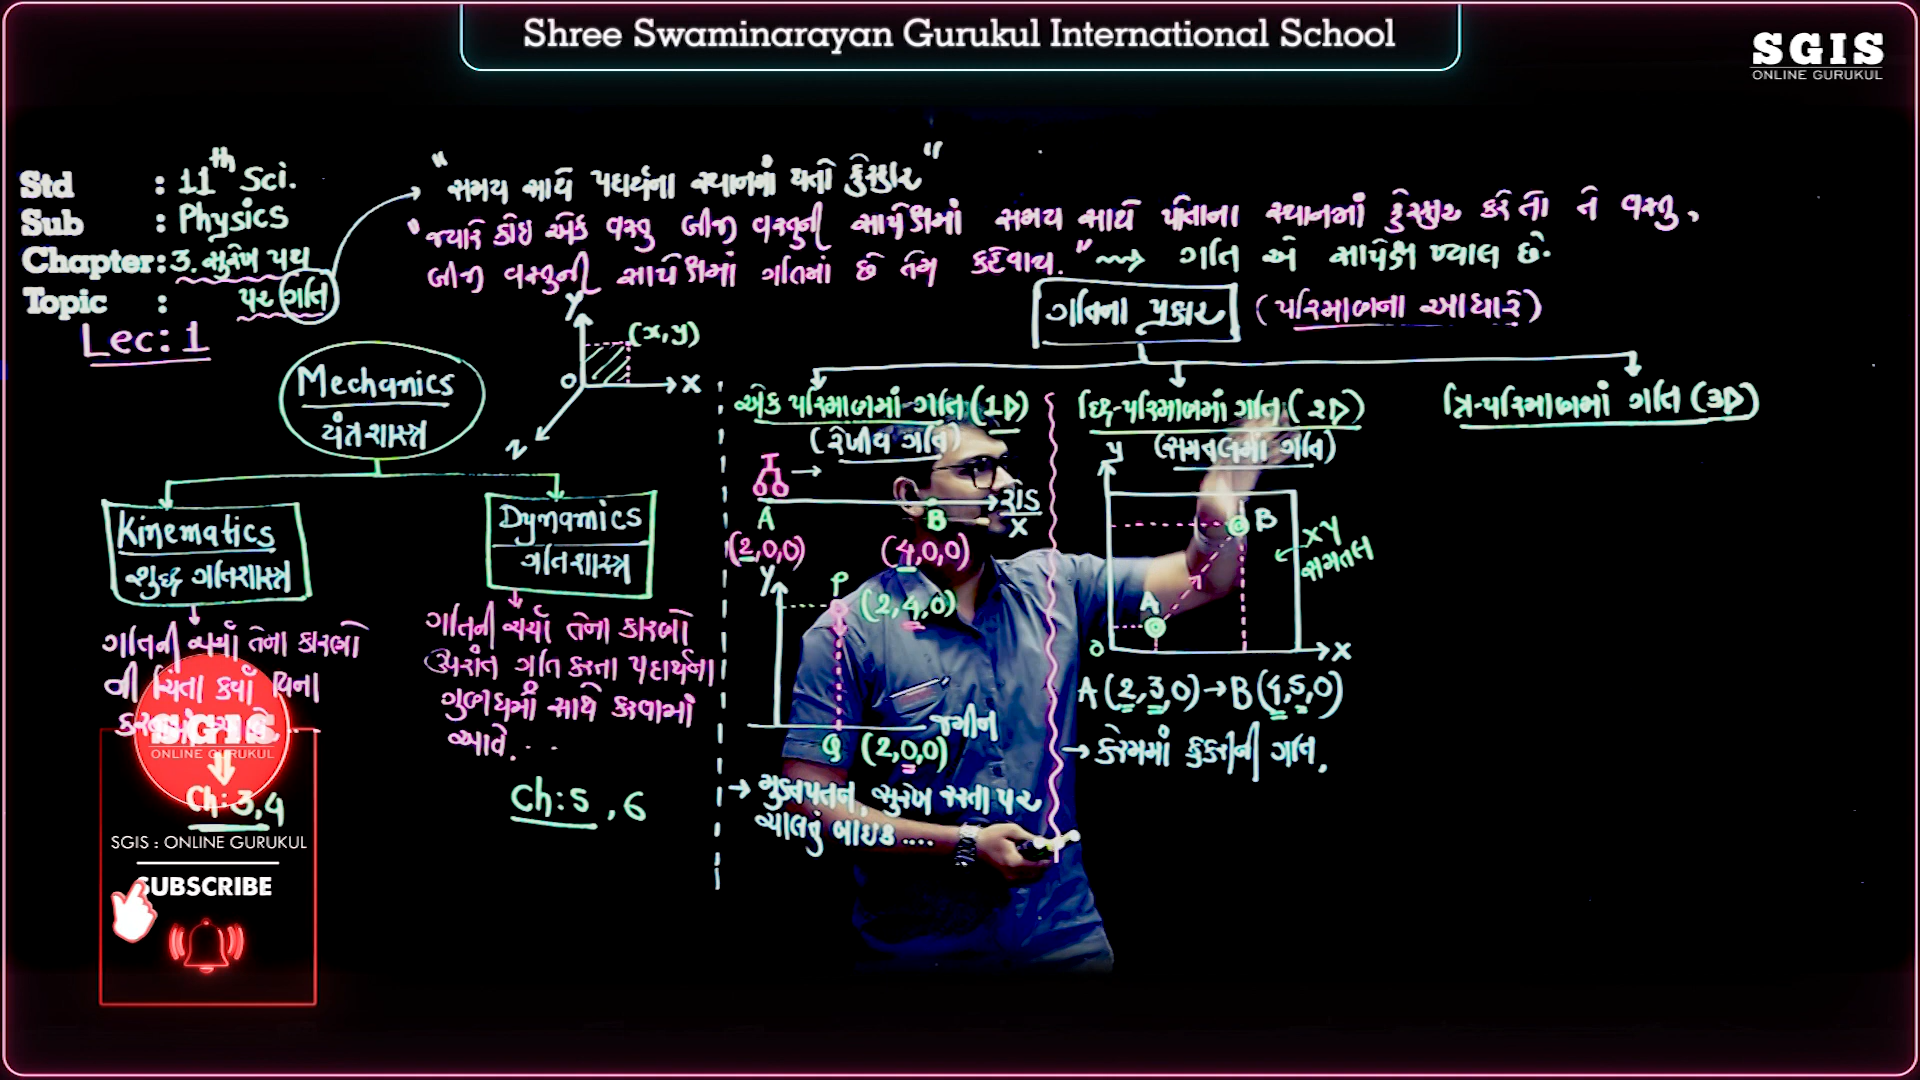 Shree Swaminarayan Gurukul International School
SGIS
ONLINE GURUKUL
Std : 11th Sci.
Sub : Physics
Chapter : 3. સુરેખ પથ
Topic : પર ગતિ
Lec: 1
"સમય સાથે પદાર્થના સ્થાનમાં થતો ફેરફાર"
"જ્યારે કોઇ એક વસ્તુ બીજી વસ્તુની સાપેક્ષમાં સમય સાથે પોતાના સ્થાનમાં ફેરફાર કરે તો તે વસ્તુ,
બીજી વસ્તુની સાપેક્ષમાં ગતિમાં છે તેમ કહેવાય." ⟿ ગતિ એ સાપેક્ષ ખ્યાલ છે.
Mechanics
યંત્રશાસ્ત્ર
Y
(x, y)
O
X
Z
Kinematics
શુદ્ધ ગતિશાસ્ત્ર
ગતિની ચર્ચા તેના કારણો
ની ચિંતા કર્યા વિના
Ch: 3,4
Dynamics
ગતિશાસ્ત્ર
ગતિની ચર્ચા તેના કારણો
ઉપરાંત ગતિ કરતા પદાર્થના
ગુણધર્મો સાથે કરવામાં
આવે. . .
Ch: 5, 6
SGIS
ONLINE GURUKUL
SGIS : ONLINE GURUKUL
SUBSCRIBE
ગતિના પ્રકાર (પરિમાણના આધારે)
એક પરિમાણમાં ગતિ (1D)
(રેખીય ગતિ)
રોડ
X
A
B
(2,0,0)
(4,0,0)
Y
P
(2,4,0)
જમીન
Q (2,0,0)
→ મુક્તપતન, સુરેખ રસ્તા પર
ચાલતું બાઇક ....
દ્વિ-પરિમાણમાં ગતિ (2D)
(સમતલમાં ગતિ)
y
B
XY
સમતલ
A
O
X
A (2,3,0) → B (4,5,0)
→ કેરમમાં કુકરીની ગતિ.
ત્રિ-પરિમાણમાં ગતિ (3D)